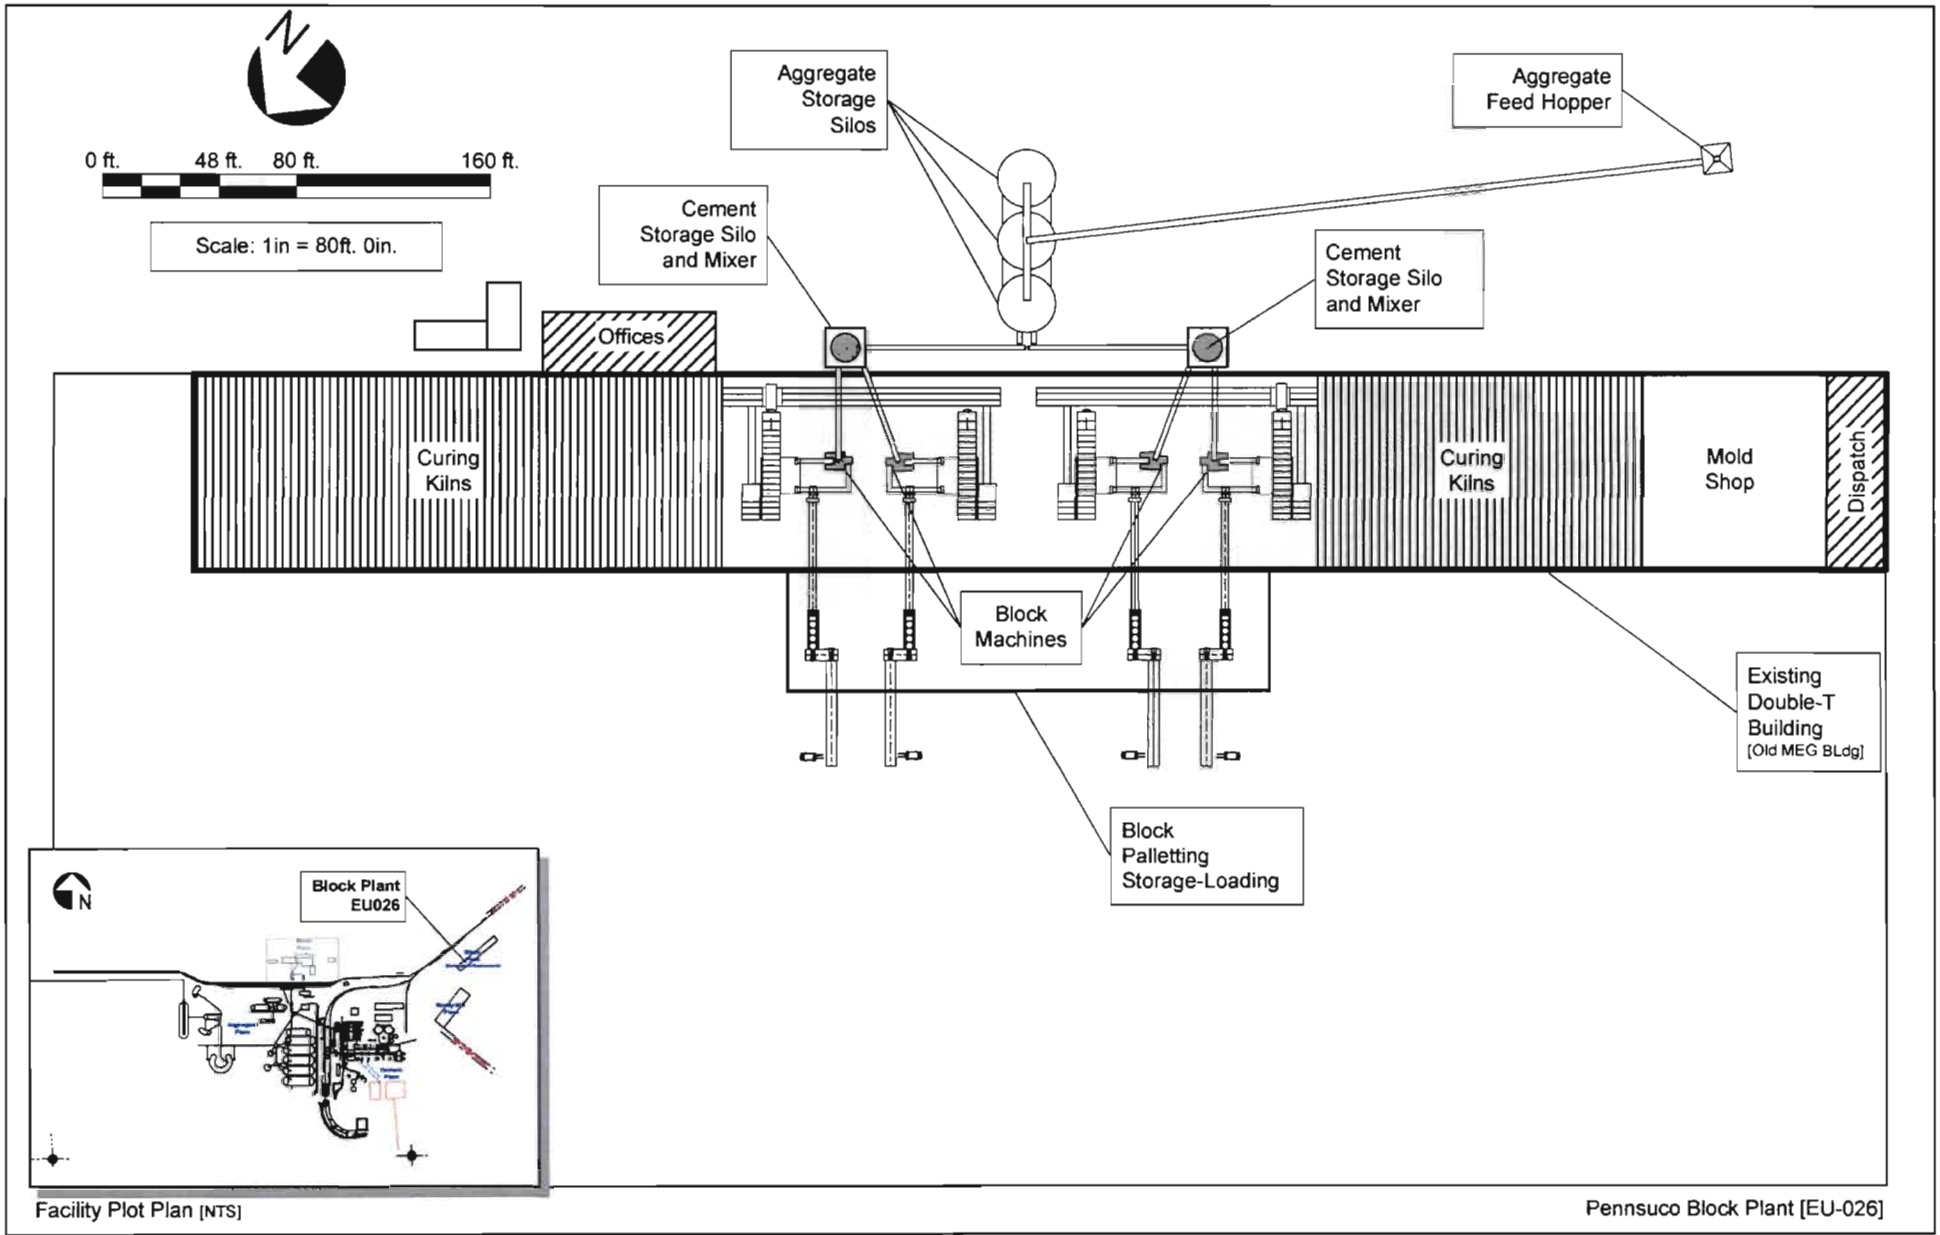 N
0 ft. 48 ft. 80 ft. 160 ft.
Scale: 1in = 80ft. 0in.
Aggregate
Storage
Silos
Aggregate
Feed Hopper
Cement
Storage Silo
and Mixer
Cement
Storage Silo
and Mixer
Offices
Curing
Kilns
Curing
Kilns
Mold
Shop
Dispatch
Block
Machines
Existing
Double-T
Building
[Old MEG BLdg]
Block
Palletting
Storage-Loading
N
Block Plant
EU026
Facility Plot Plan [NTS]
Pennsuco Block Plant [EU-026]